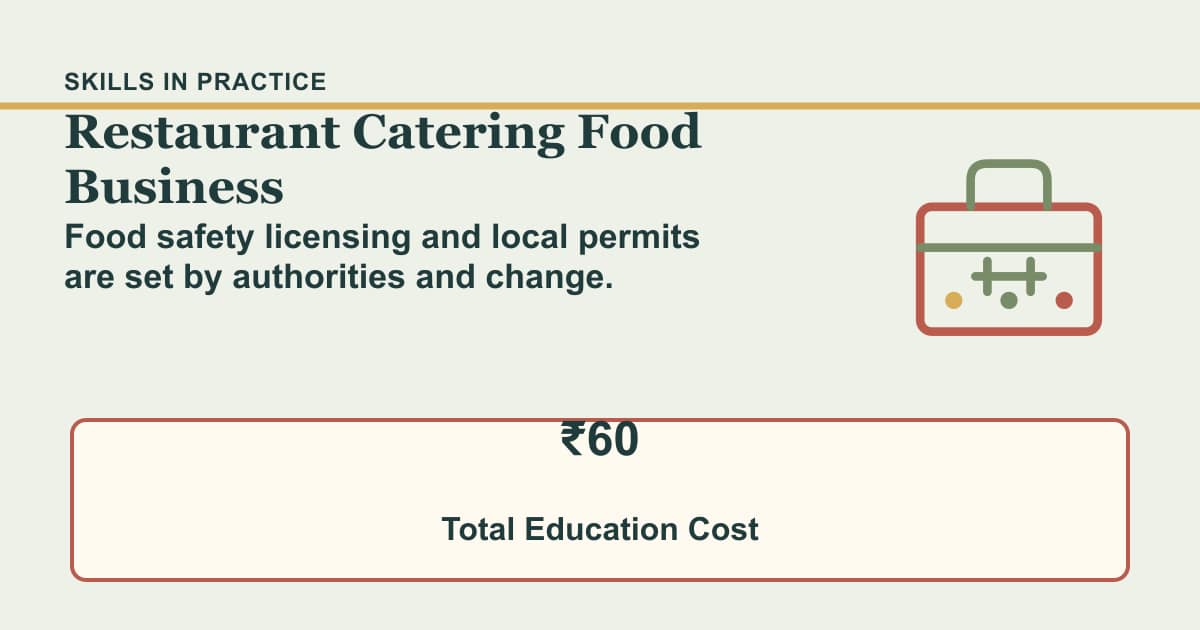 SKILLS IN PRACTICE
Restaurant Catering Food
Business
Food safety licensing and local permits
are set by authorities and change.
₹60
Total Education Cost